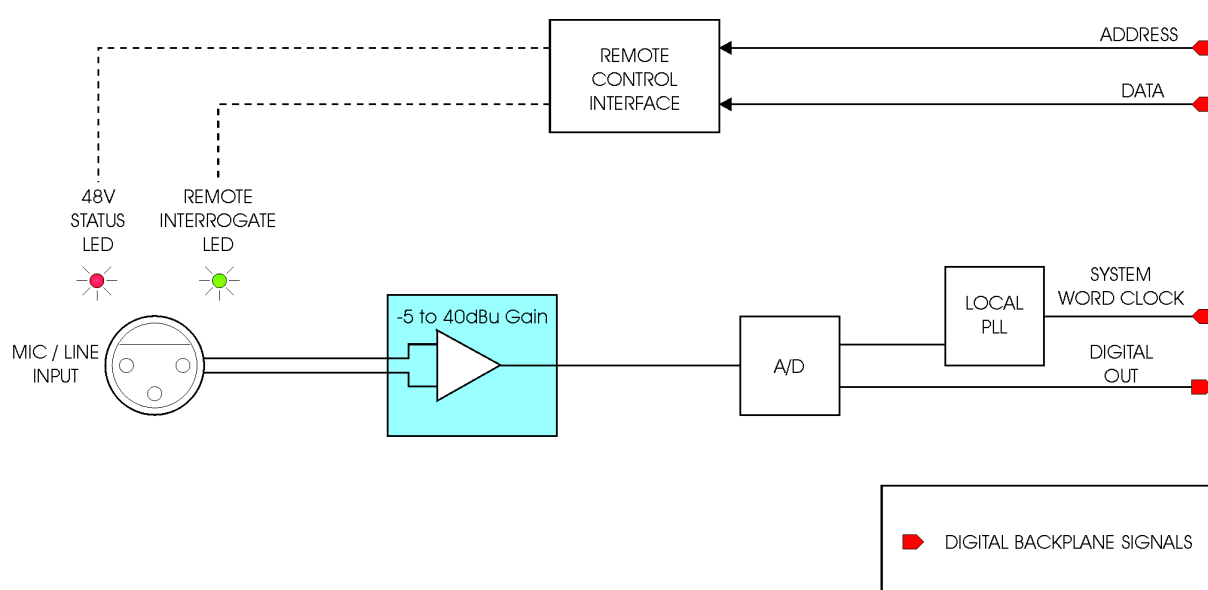 REMOTE
CONTROL
INTERFACE
ADDRESS
DATA
48V
STATUS
LED
REMOTE
INTERROGATE
LED
MIC / LINE
INPUT
-5 to 40dBu Gain
A/D
LOCAL
PLL
SYSTEM
WORD CLOCK
DIGITAL
OUT
DIGITAL BACKPLANE SIGNALS